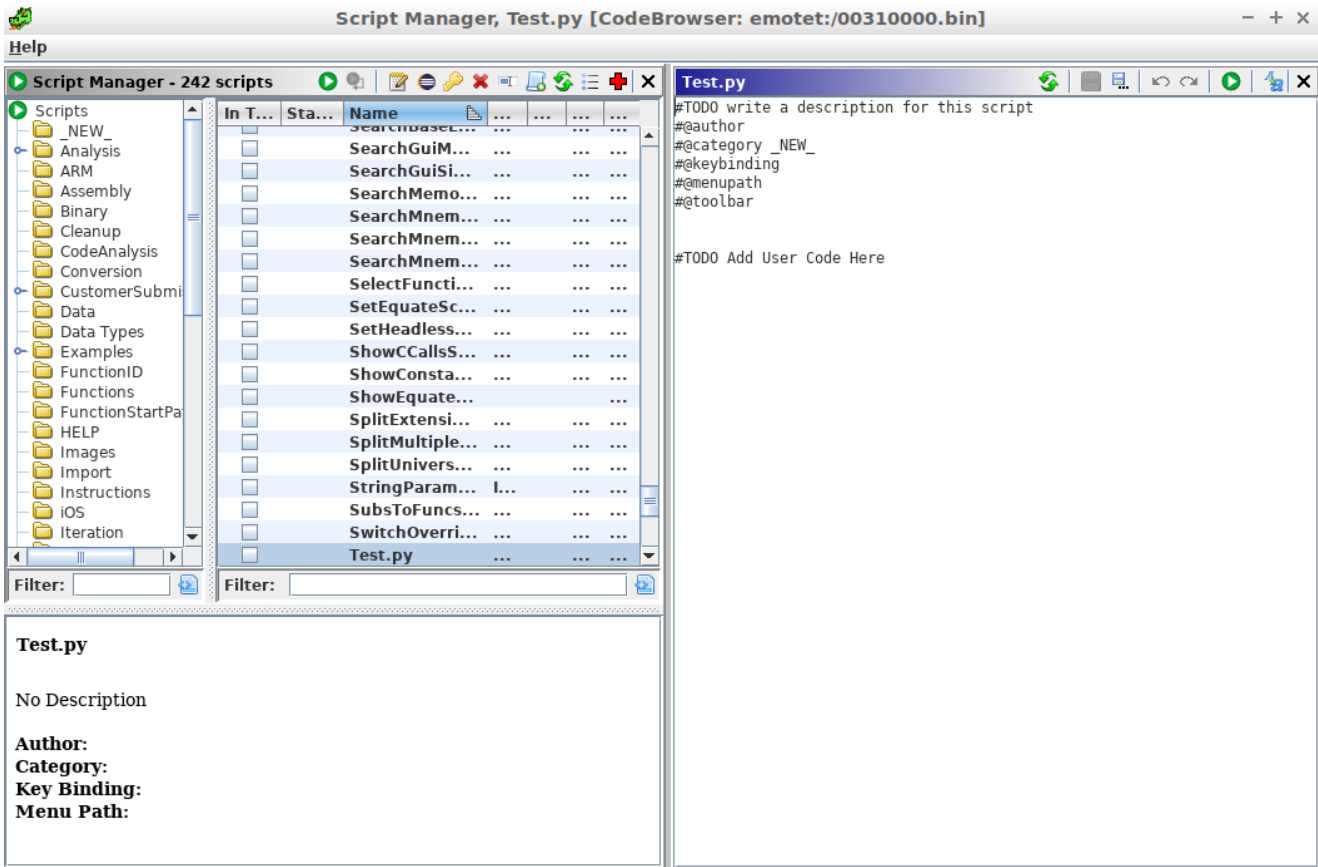 Script Manager, Test.py [CodeBrowser: emotet:/00310000.bin]
Help
Script Manager - 242 scripts
Scripts
_NEW_
Analysis
ARM
Assembly
Binary
Cleanup
CodeAnalysis
Conversion
CustomerSubmi
Data
Data Types
Examples
FunctionID
Functions
FunctionStartPa
HELP
Images
Import
Instructions
iOS
Iteration
Filter:
In T... Sta... Name ... ... ... ...
SearchBaseE... ... ... ...
SearchGuiM... ... ... ...
SearchGuiSi... ... ... ...
SearchMemo... ... ... ...
SearchMnem... ... ... ...
SearchMnem... ... ... ...
SearchMnem... ... ... ...
SelectFuncti... ... ... ...
SetEquateSc... ... ... ...
SetHeadless... ... ... ...
ShowCCallsS... ... ... ...
ShowConsta... ... ... ...
ShowEquate... ...
SplitExtensi... ... ... ...
SplitMultiple... ... ... ...
SplitUnivers... ... ... ...
StringParam... I... ... ...
SubsToFuncs... ... ... ...
SwitchOverri... ... ... ...
Test.py ... ... ...
Filter:
Test.py
No Description
Author:
Category:
Key Binding:
Menu Path:
Test.py
#TODO write a description for this script
#@author
#@category _NEW_
#@keybinding
#@menupath
#@toolbar
#TODO Add User Code Here